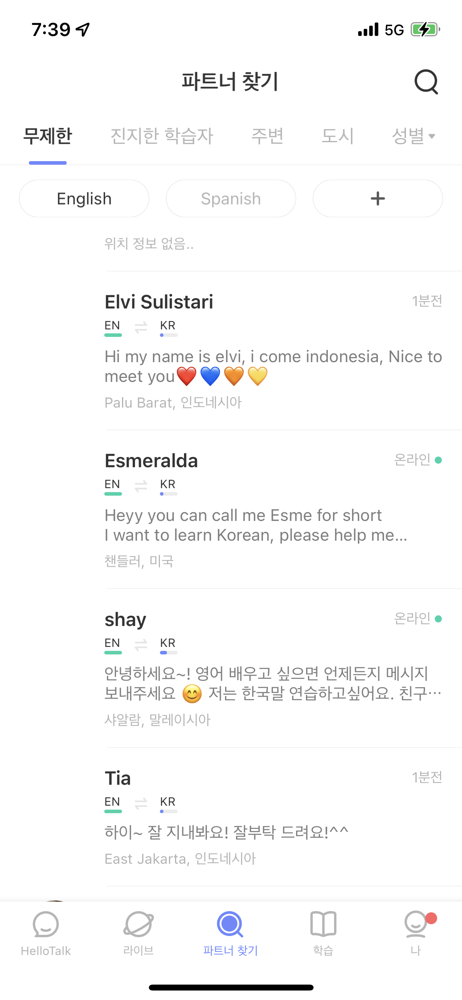 7:39
5G
파트너 찾기
무제한 진지한 학습자 주변 도시 성별
English Spanish +
위치 정보 없음..
Elvi Sulistari 1분전
EN KR
Hi my name is elvi, i come indonesia, Nice to
meet you❤️💙🧡💛
Palu Barat, 인도네시아
Esmeralda 온라인
EN KR
Heyy you can call me Esme for short
I want to learn Korean, please help me...
챈들러, 미국
shay 온라인
EN KR
안녕하세요~! 영어 배우고 싶으면 언제든지 메시지
보내주세요 😊 저는 한국말 연습하고싶어요. 친구…
샤알람, 말레이시아
Tia 1분전
EN KR
하이~ 잘 지내봐요! 잘부탁 드려요!^^
East Jakarta, 인도네시아
HelloTalk 라이브 파트너 찾기 학습 나